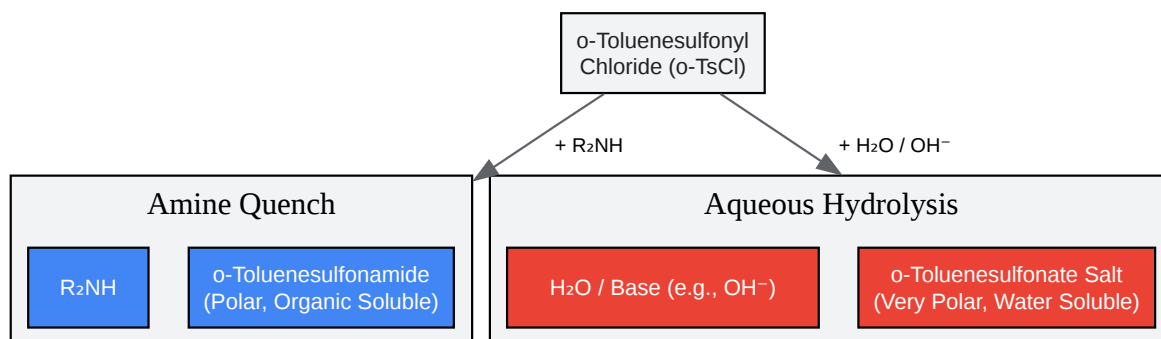 o-Toluenesulfonyl
Chloride (o-TsCl)
+ R₂NH
+ H₂O / OH⁻
Amine Quench
Aqueous Hydrolysis
R₂NH
o-Toluenesulfonamide
(Polar, Organic Soluble)
H₂O / Base (e.g., OH⁻)
o-Toluenesulfonate Salt
(Very Polar, Water Soluble)